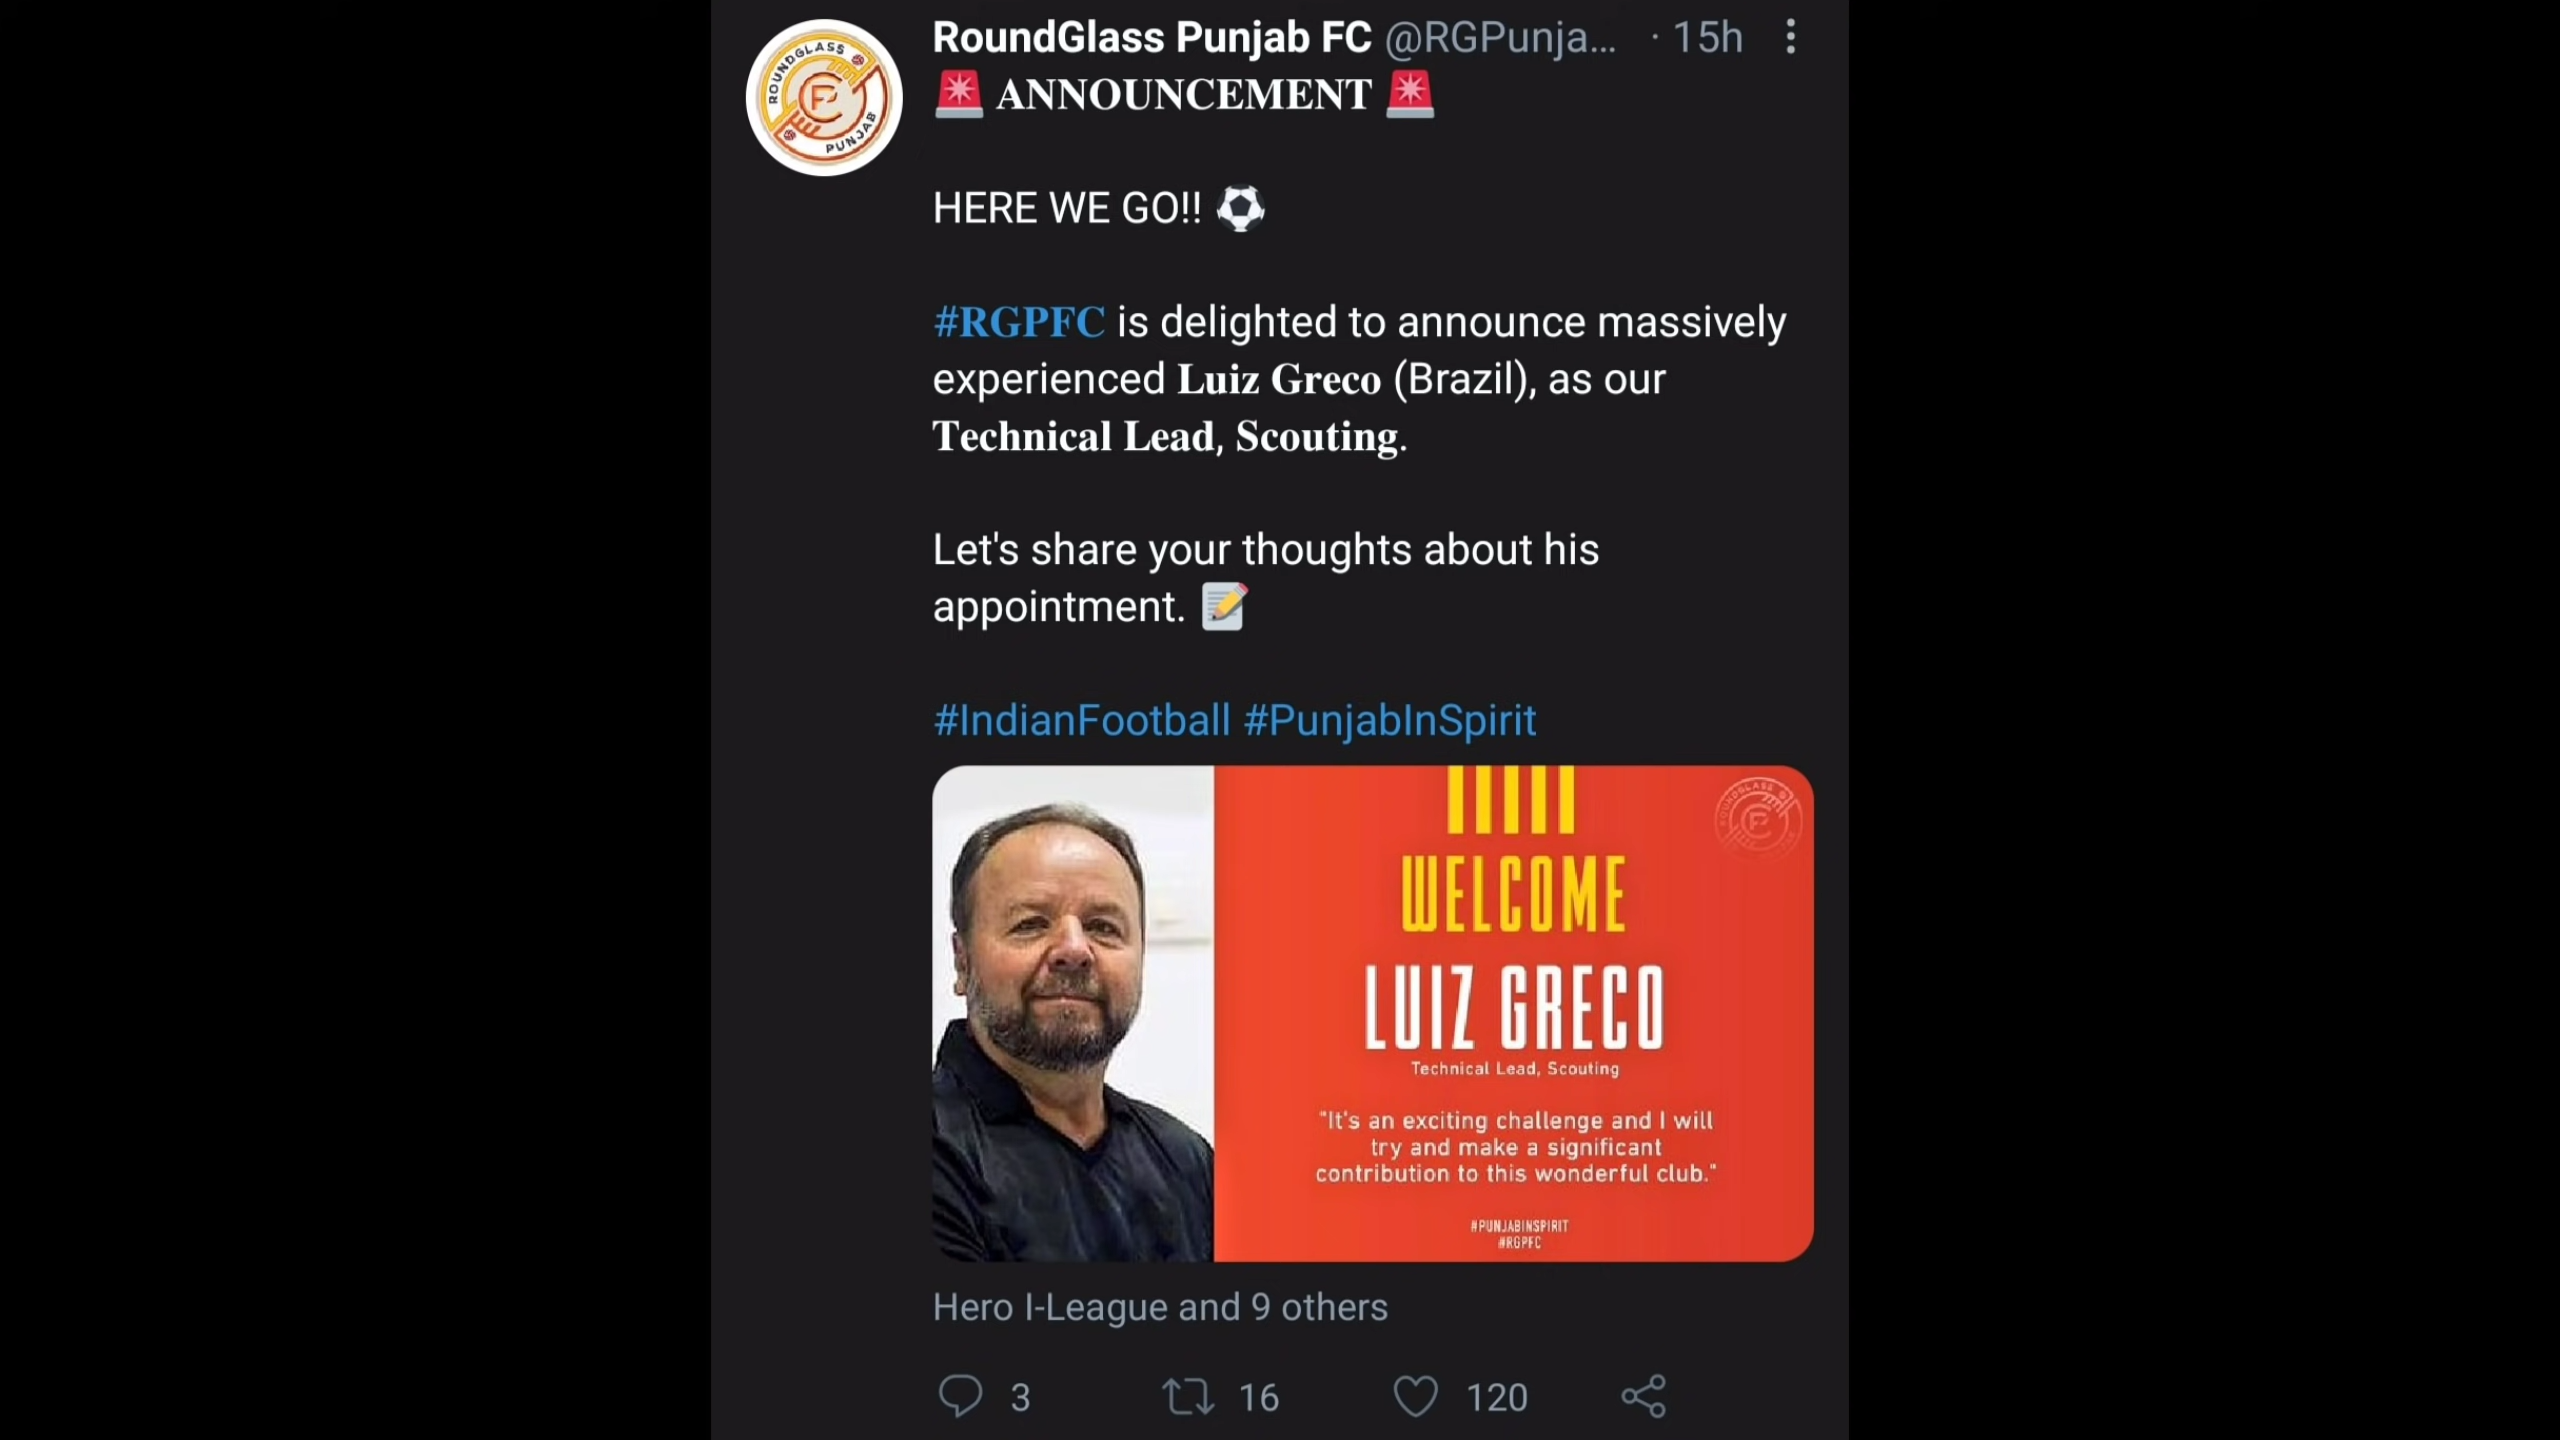 ROUNDGLASS PUNJAB
RoundGlass Punjab FC @RGPunja... · 15h
🚨 ANNOUNCEMENT 🚨
HERE WE GO!! ⚽
#RGPFC is delighted to announce massively
experienced Luiz Greco (Brazil), as our
Technical Lead, Scouting.
Let's share your thoughts about his
appointment. 📝
#IndianFootball #PunjabInSpirit
WELCOME
LUIZ GRECO
Technical Lead, Scouting
"It's an exciting challenge and I will
try and make a significant
contribution to this wonderful club."
#PUNJABINSPIRIT
#RGPFC
Hero I-League and 9 others
3 16 120